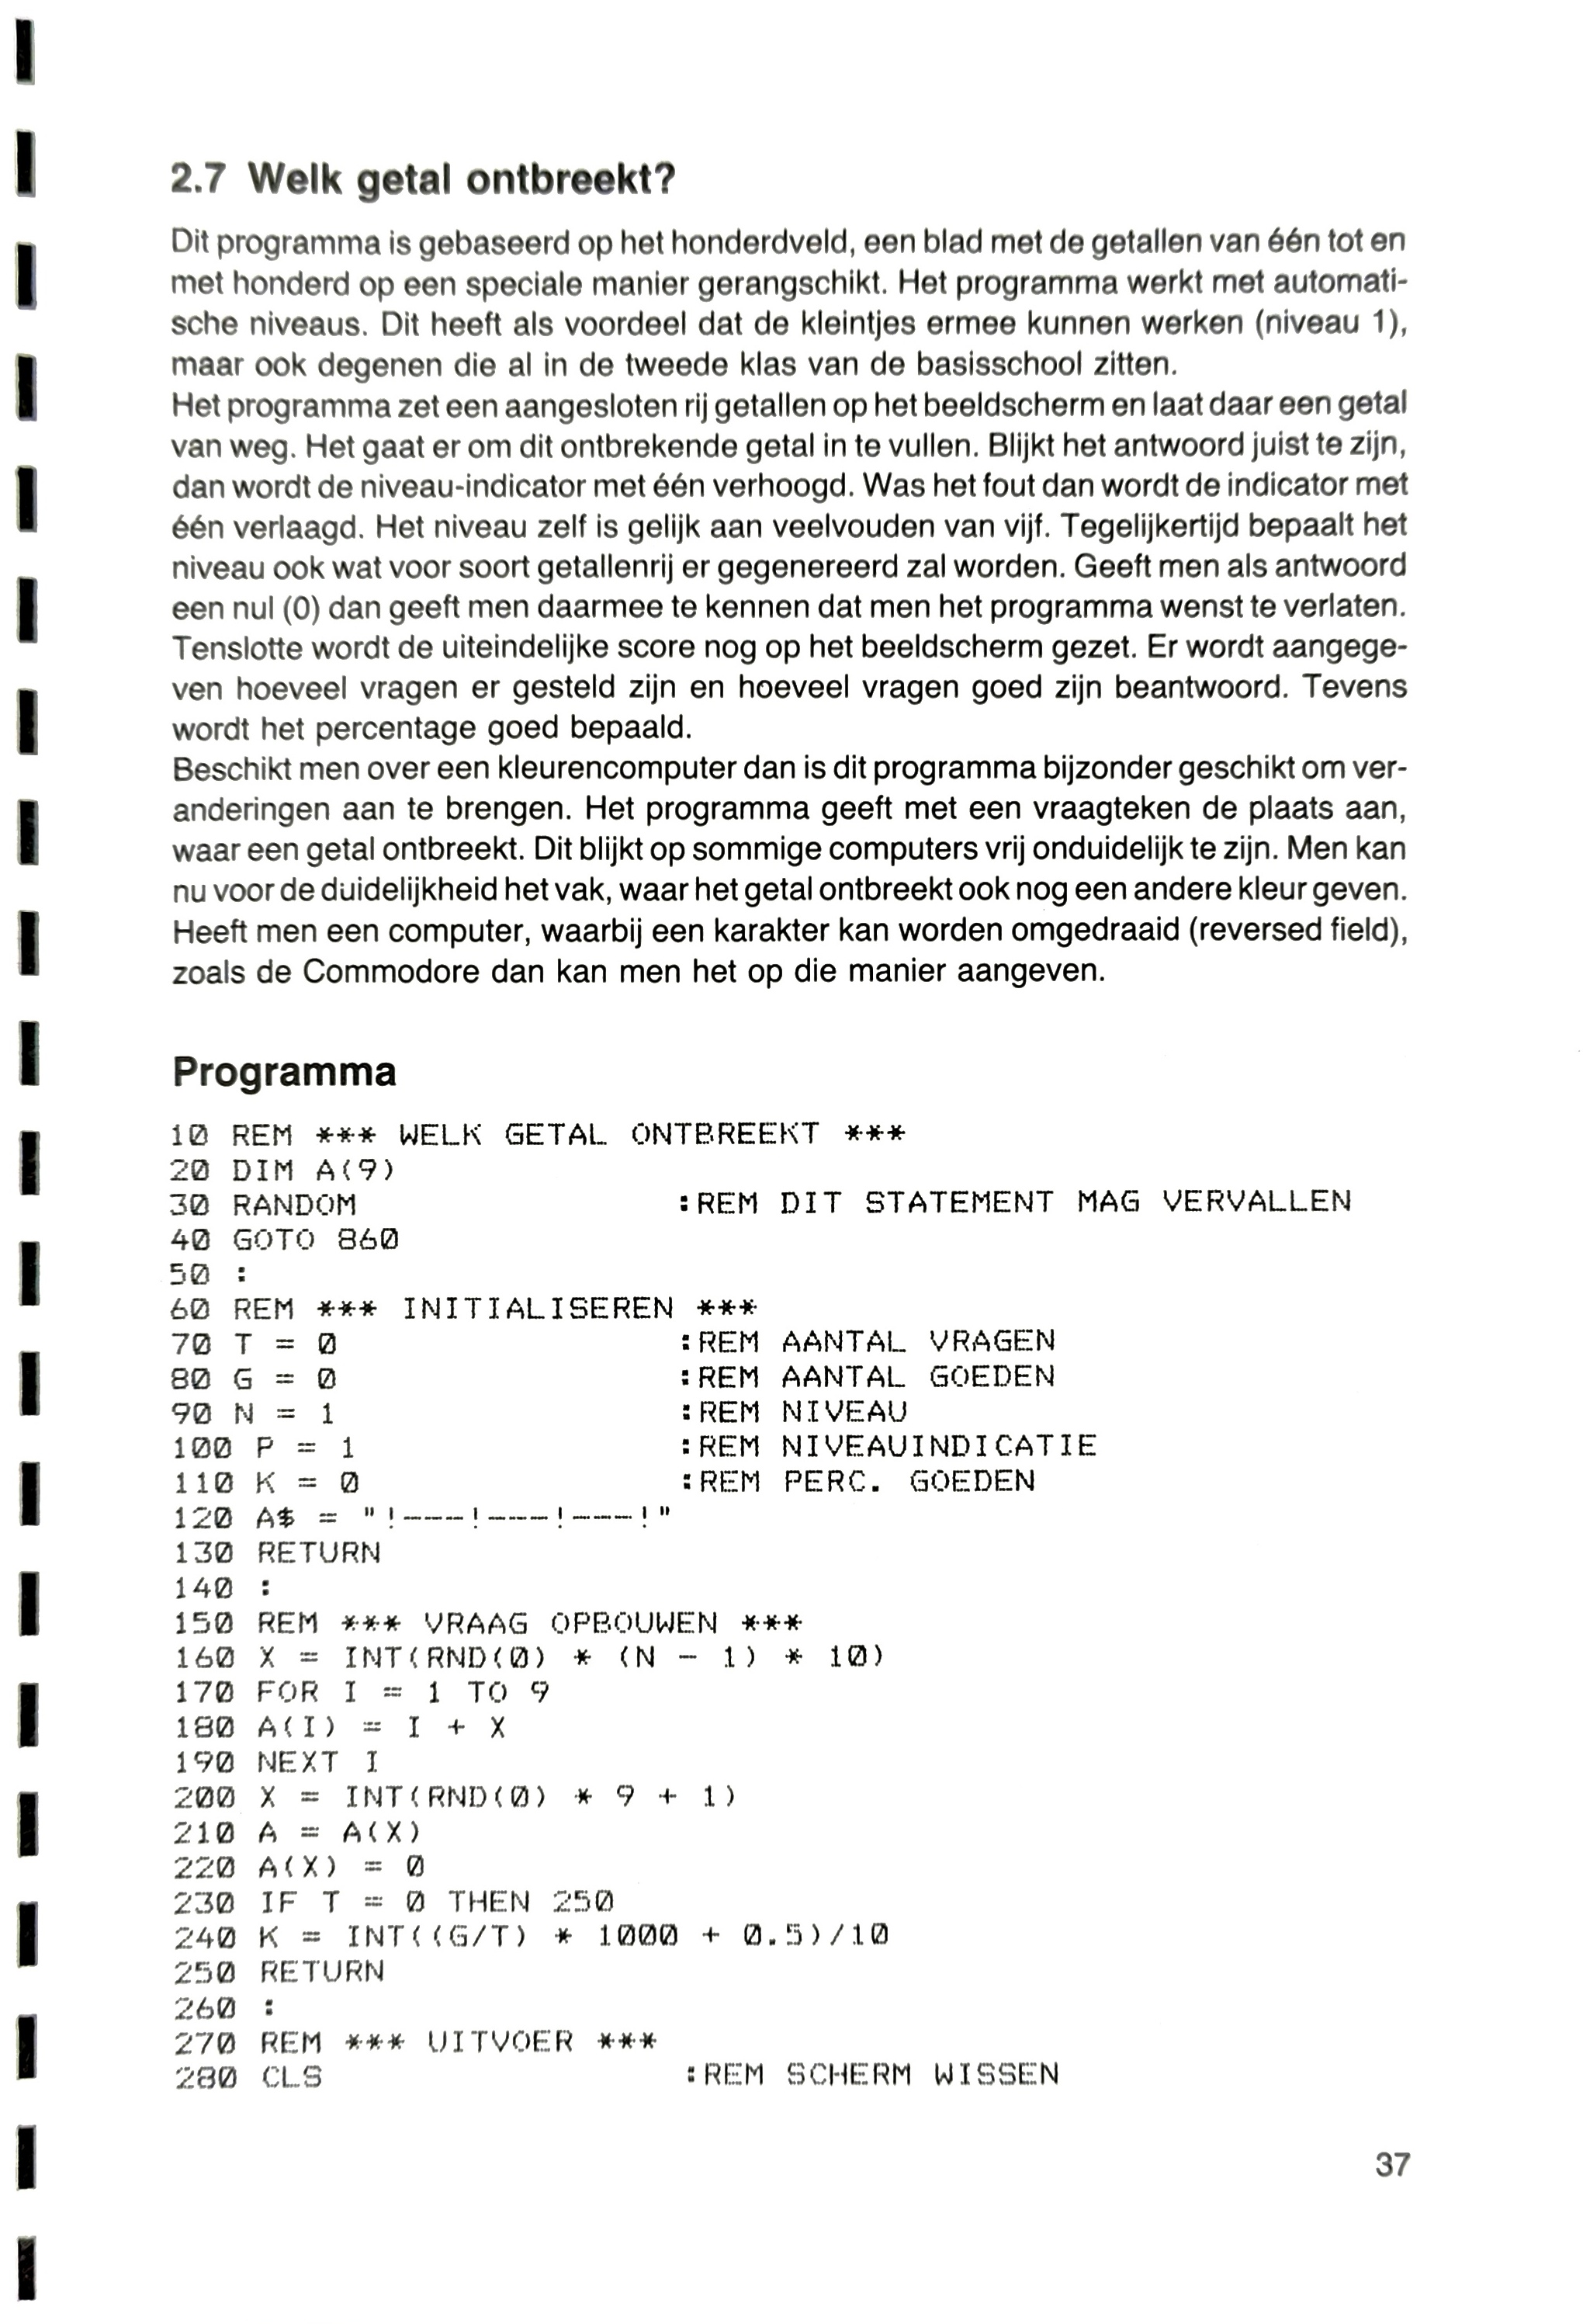 2.7 Welk getal ontbreekt?
Dit programma is gebaseerd op het honderdveld, een blad met de getallen van één tot en
met honderd op een speciale manier gerangschikt. Het programma werkt met automati-
sche niveaus. Dit heeft als voordeel dat de kleintjes ermee kunnen werken (niveau 1),
maar ook degenen die al in de tweede klas van de basisschool zitten.
Het programma zet een aangesloten rij getallen op het beeldscherm en laat daar een getal
van weg. Het gaat er om dit ontbrekende getal in te vullen. Blijkt het antwoord juist te zijn,
dan wordt de niveau-indicator met één verhoogd. Was het fout dan wordt de indicator met
één verlaagd. Het niveau zelf is gelijk aan veelvouden van vijf. Tegelijkertijd bepaalt het
niveau ook wat voor soort getallenrij er gegenereerd zal worden. Geeft men als antwoord
een nul (0) dan geeft men daarmee te kennen dat men het programma wenst te verlaten.
Tenslotte wordt de uiteindelijke score nog op het beeldscherm gezet. Er wordt aangege-
ven hoeveel vragen er gesteld zijn en hoeveel vragen goed zijn beantwoord. Tevens
wordt het percentage goed bepaald.
Beschikt men over een kleurencomputer dan is dit programma bijzonder geschikt om ver-
anderingen aan te brengen. Het programma geeft met een vraagteken de plaats aan,
waar een getal ontbreekt. Dit blijkt op sommige computers vrij onduidelijk te zijn. Men kan
nu voor de duidelijkheid het vak, waar het getal ontbreekt ook nog een andere kleur geven.
Heeft men een computer, waarbij een karakter kan worden omgedraaid (reversed field),
zoals de Commodore dan kan men het op die manier aangeven.
Programma
10 REM *** WELK GETAL ONTBREEKT ***
20 DIM A(9)
30 RANDOM :REM DIT STATEMENT MAG VERVALLEN
40 GOTO 860
50 :
60 REM *** INITIALISEREN ***
70 T = 0 :REM AANTAL VRAGEN
80 G = 0 :REM AANTAL GOEDEN
90 N = 1 :REM NIVEAU
100 P = 1 :REM NIVEAUINDICATIE
110 K = 0 :REM PERC. GOEDEN
120 A$ = "!---!---!---!"
130 RETURN
140 :
150 REM *** VRAAG OPBOUWEN ***
160 X = INT(RND(0) * (N - 1) * 10)
170 FOR I = 1 TO 9
180 A(I) = I + X
190 NEXT I
200 X = INT(RND(0) * 9 + 1)
210 A = A(X)
220 A(X) = 0
230 IF T = 0 THEN 250
240 K = INT((G/T) * 1000 + 0.5)/10
250 RETURN
260 :
270 REM *** UITVOER ***
280 CLS :REM SCHERM WISSEN
37